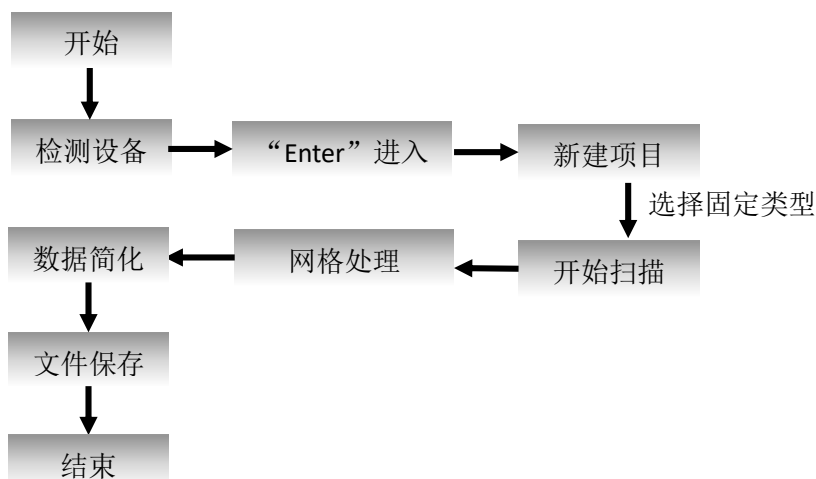 开始
检测设备
“Enter”进入
新建项目
选择固定类型
开始扫描
网格处理
数据简化
文件保存
结束